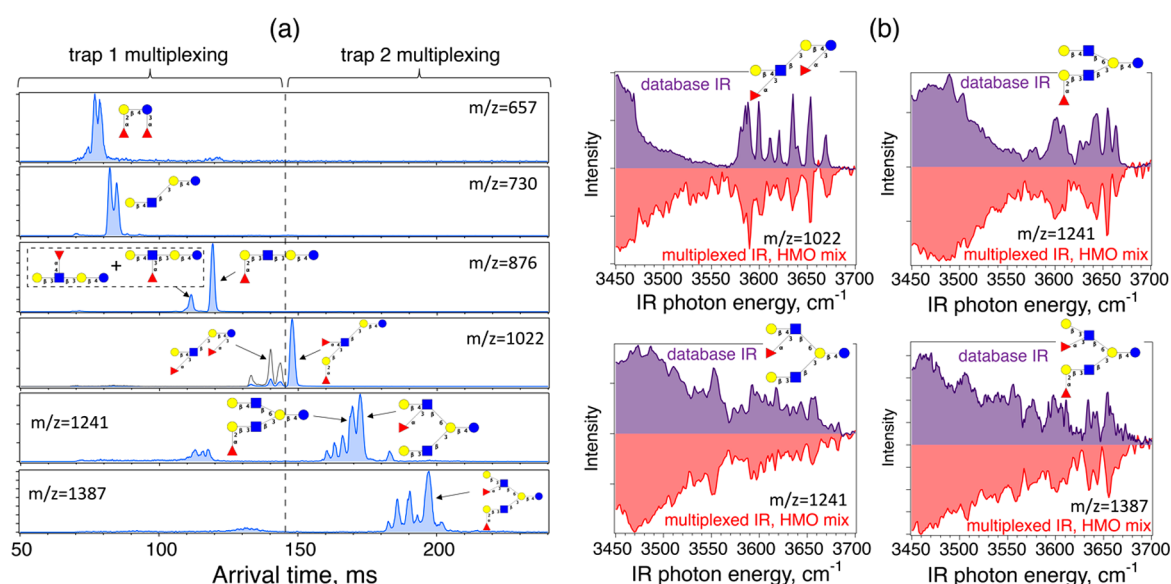 (a)
trap 1 multiplexing
trap 2 multiplexing
m/z=657
m/z=730
m/z=876
+
m/z=1022
m/z=1241
m/z=1387
50
100
150
200
Arrival time, ms
(b)
database IR
Intensity
m/z=1022
multiplexed IR, HMO mix
3450 3500 3550 3600 3650 3700
IR photon energy, cm-1
database IR
Intensity
m/z=1241
multiplexed IR, HMO mix
3450 3500 3550 3600 3650 3700
IR photon energy, cm-1
database IR
Intensity
m/z=1241
multiplexed IR, HMO mix
3450 3500 3550 3600 3650 3700
IR photon energy, cm-1
database IR
Intensity
m/z=1387
multiplexed IR, HMO mix
3450 3500 3550 3600 3650 3700
IR photon energy, cm-1